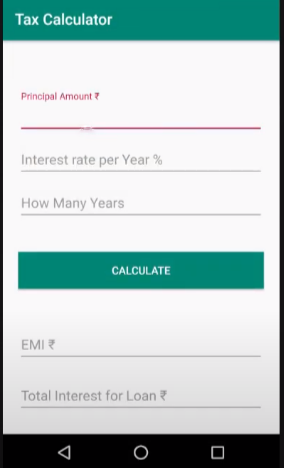 Tax Calculator
Principal Amount ₹
Interest rate per Year %
How Many Years
CALCULATE
EMI ₹
Total Interest for Loan ₹